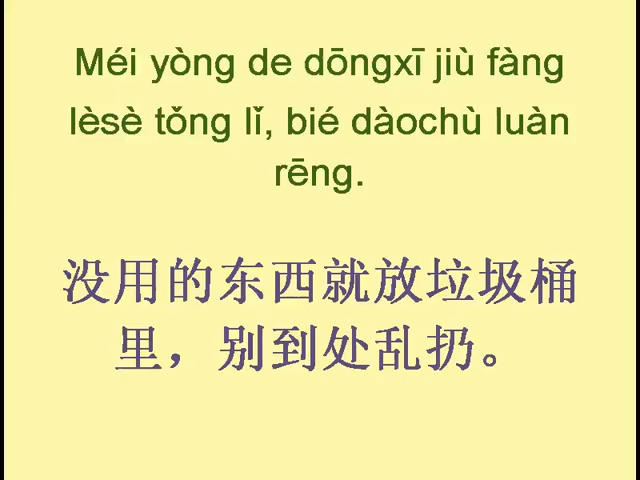 Méi yòng de dōngxī jiù fàng
lèsè tǒng lǐ, bié dàochù luàn
rēng.
没用的东西就放垃圾桶
里，别到处乱扔。